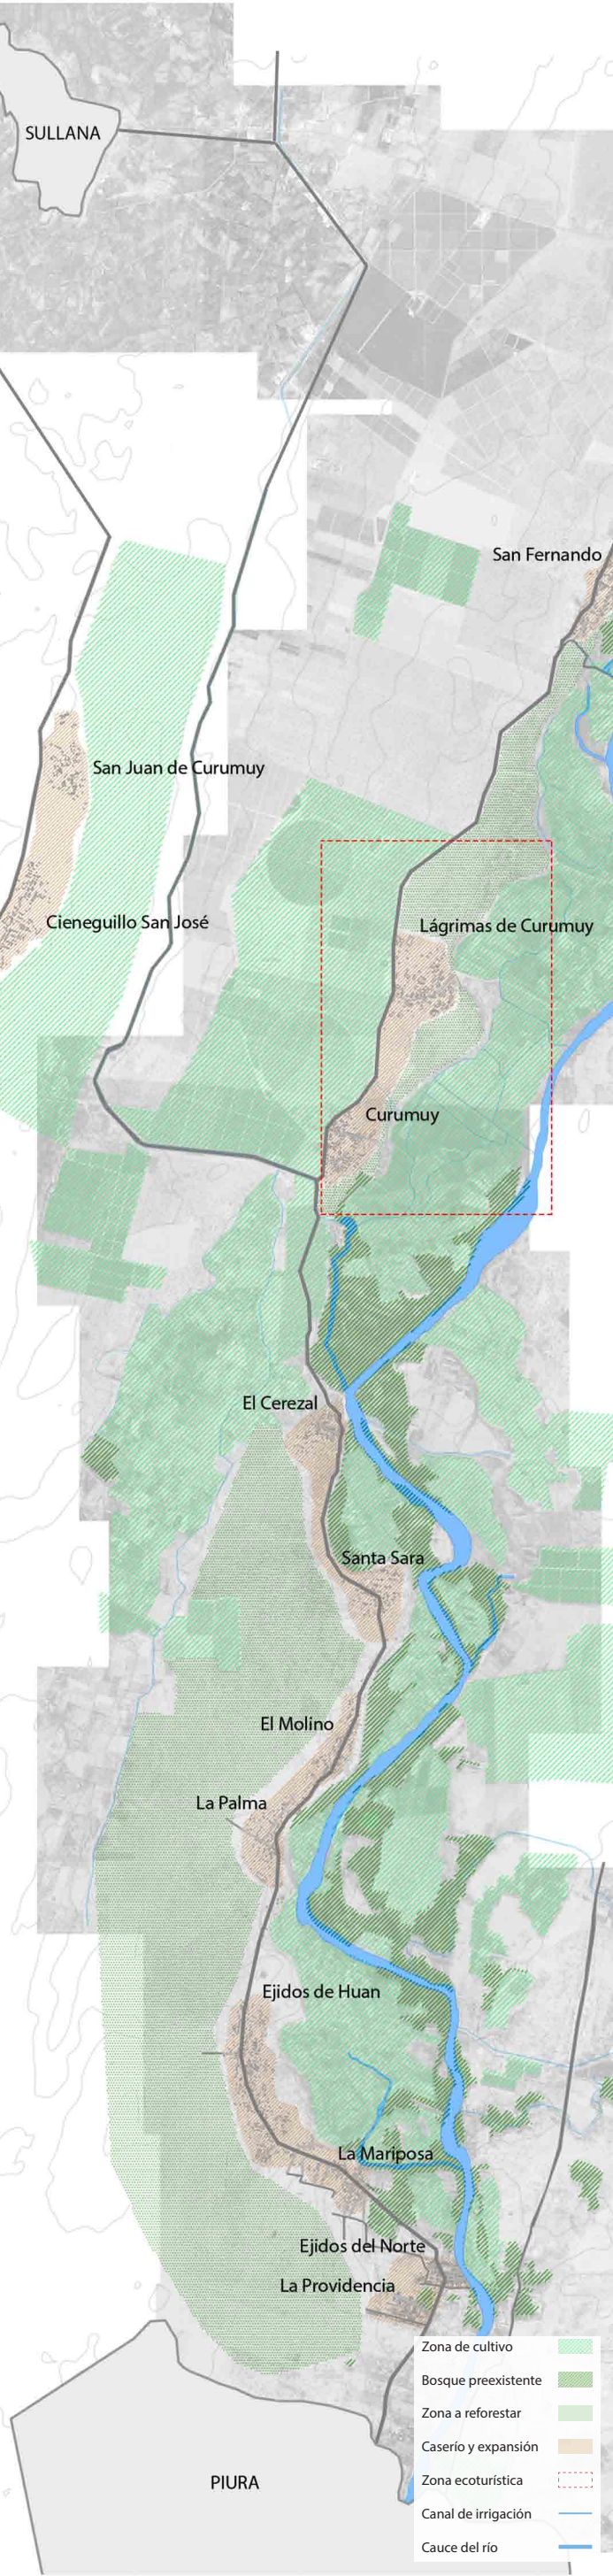 SULLANA
San Fernando
San Juan de Curumuy
Cieneguillo San José
Lágrimas de Curumuy
Curumuy
El Cerezal
Santa Sara
El Molino
La Palma
Ejidos de Huan
La Mariposa
Ejidos del Norte
La Providencia
Zona de cultivo
Bosque preexistente
Zona a reforestar
Caserío y expansión
Zona ecoturística
Canal de irrigación
Cauce del río
PIURA